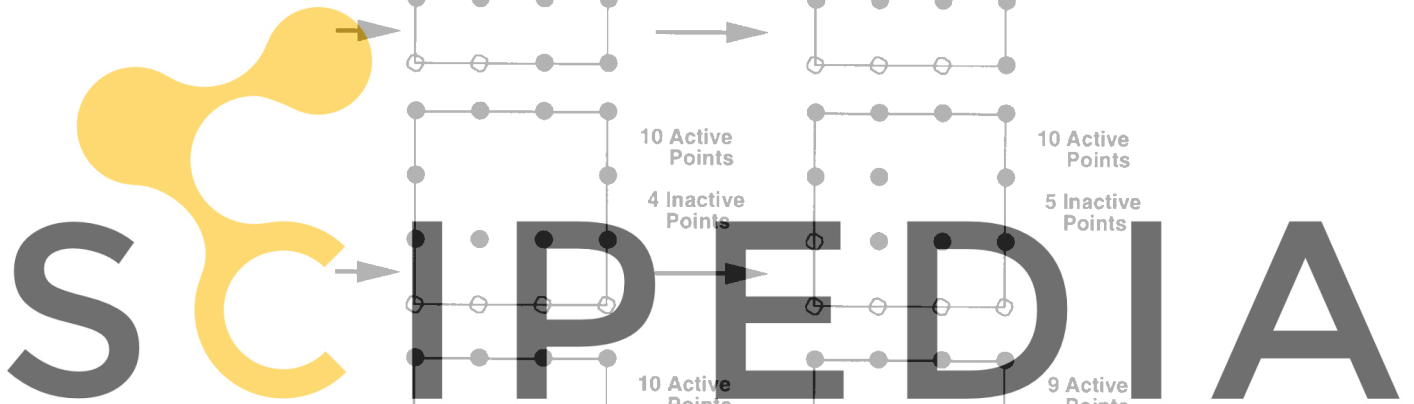 10 Active
Points
10 Active
Points
4 Inactive
Points
5 Inactive
Points
SCIPEDIA
10 Active
9 Active